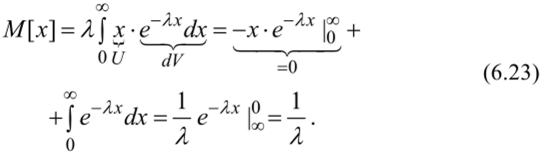 M[x] = λ∫₀^∞ x · e^{−λx} dx = −x · e^{−λx} |₀^∞ +
U dV =0
(6.23)
+ ∫₀^∞ e^{−λx} dx = 1/λ e^{−λx} |_∞^0 = 1/λ .